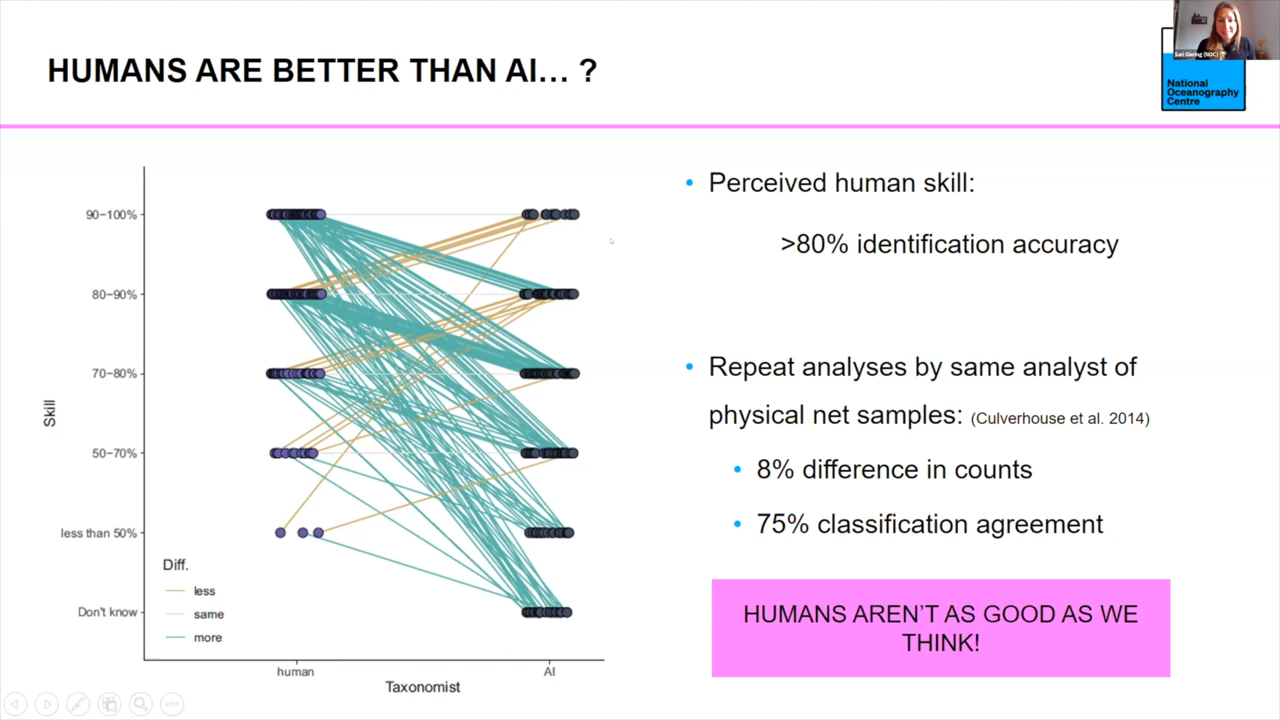 HUMANS ARE BETTER THAN AI… ?
Sari Giering (NOC)
National
Oceanography
Centre
Skill
90−100%
80−90%
70−80%
50−70%
less than 50%
Don't know
Diff.
less
same
more
human
AI
Taxonomist
• Perceived human skill:
>80% identification accuracy
• Repeat analyses by same analyst of
physical net samples: (Culverhouse et al. 2014)
• 8% difference in counts
• 75% classification agreement
HUMANS AREN'T AS GOOD AS WE
THINK!